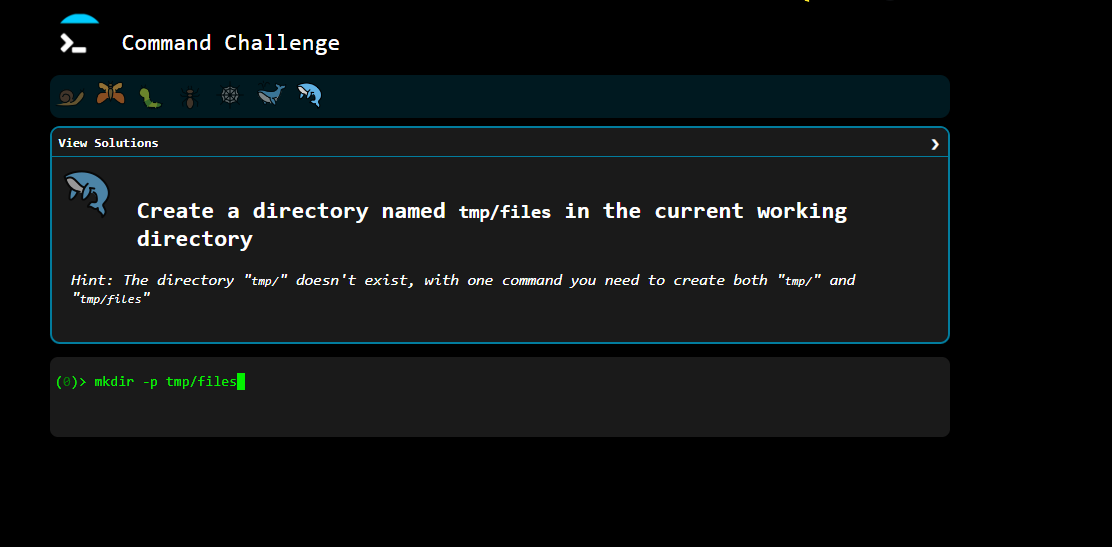 Command Challenge
View Solutions
Create a directory named tmp/files in the current working
directory
Hint: The directory "tmp/" doesn't exist, with one command you need to create both "tmp/" and
"tmp/files"
(0)> mkdir -p tmp/files